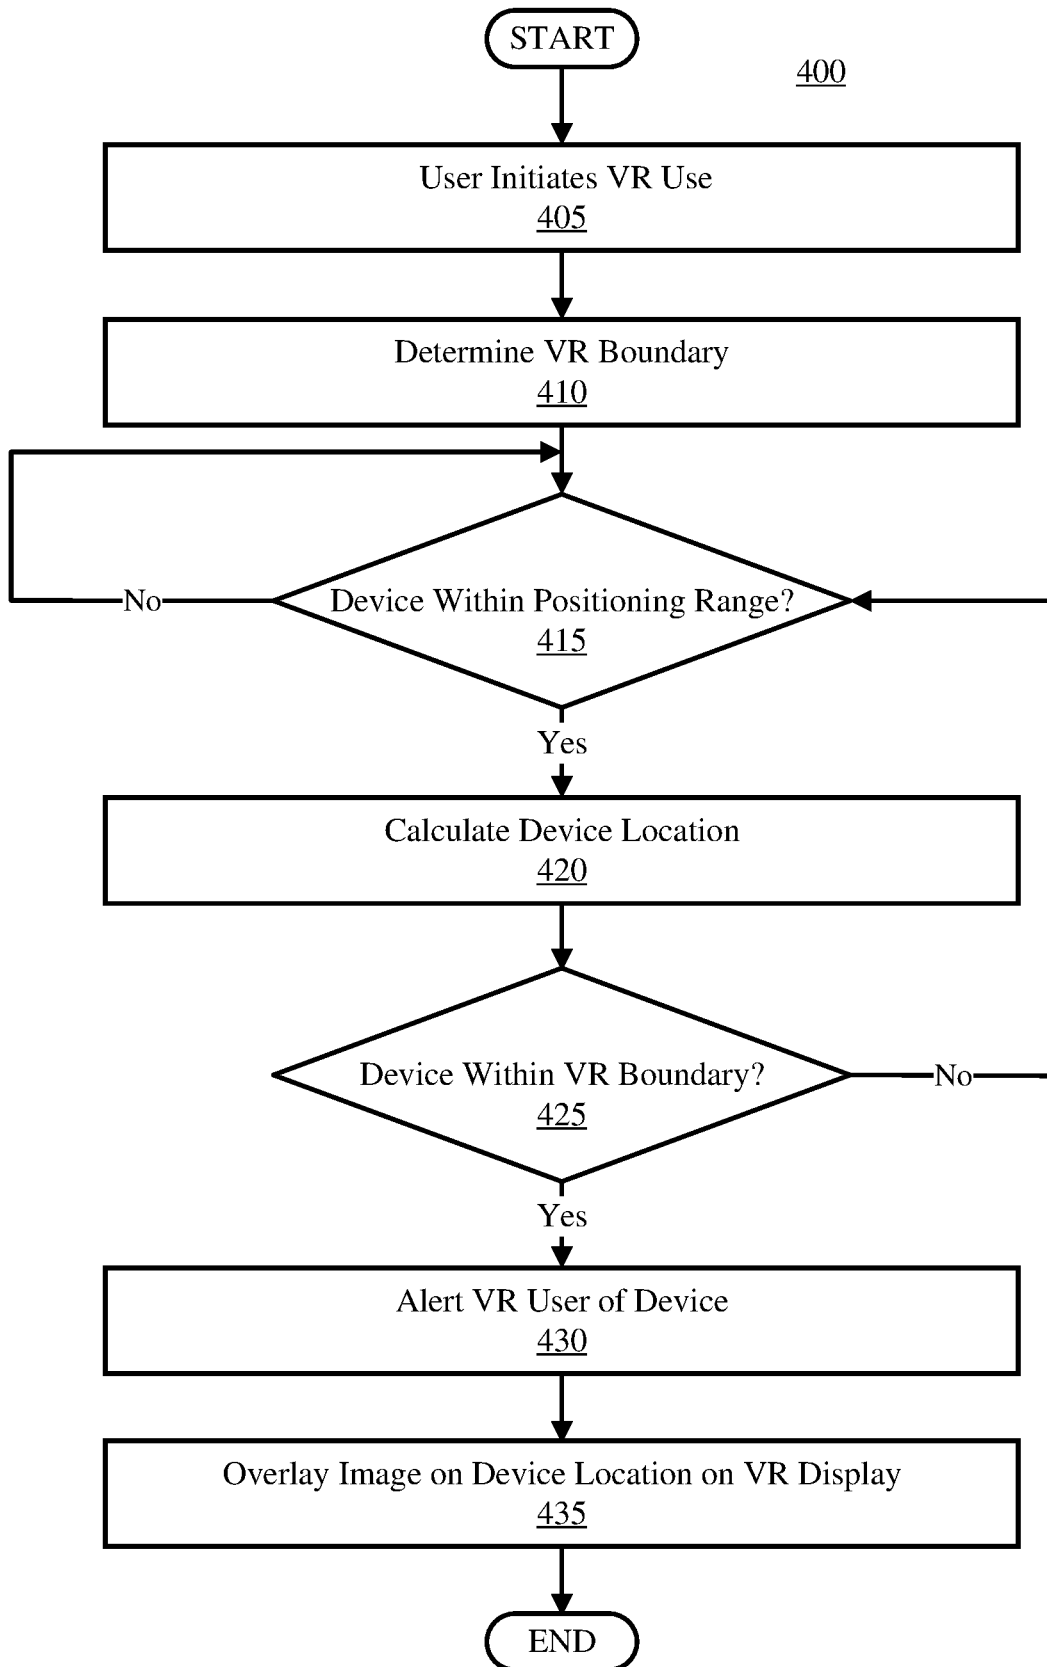 START
400
User Initiates VR Use
405
Determine VR Boundary
410
No
Device Within Positioning Range?
415
Yes
Calculate Device Location
420
Device Within VR Boundary?
425
No
Yes
Alert VR User of Device
430
Overlay Image on Device Location on VR Display
435
END